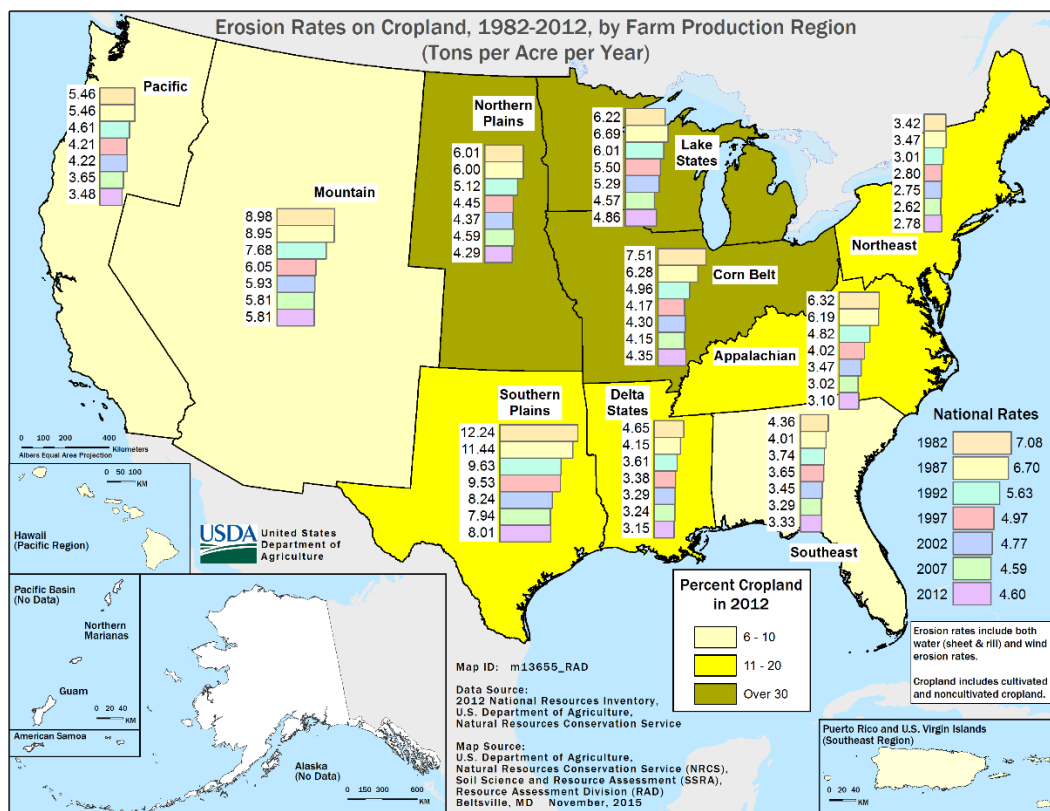 Erosion Rates on Cropland, 1982-2012, by Farm Production Region
(Tons per Acre per Year)
Pacific
5.46
5.46
4.61
4.21
4.22
3.65
3.48
Mountain
8.98
8.95
7.68
6.05
5.93
5.81
5.81
Northern
Plains
6.01
6.00
5.12
4.45
4.37
4.59
4.29
Lake
States
6.22
6.69
6.01
5.50
5.29
4.57
4.86
Corn Belt
7.51
6.28
4.96
4.17
4.30
4.15
4.35
3.42
3.47
3.01
2.80
2.75
2.62
2.78
Northeast
Appalachian
6.32
6.19
4.82
4.02
3.47
3.02
3.10
Southern
Plains
12.24
11.44
9.63
9.53
8.24
7.94
8.01
Delta
States
4.65
4.15
3.61
3.38
3.29
3.24
3.15
4.36
4.01
3.74
3.65
3.45
3.29
3.33
Southeast
National Rates
1982 7.08
1987 6.70
1992 5.63
1997 4.97
2002 4.77
2007 4.59
2012 4.60
0 100 200 400
Kilometers
Albers Equal Area Projection
0 50 100
KM
Hawaii
(Pacific Region)
USDA
United States
Department of
Agriculture
Pacific Basin
(No Data)
Northern
Marianas
Guam
0 20 40
KM
American Samoa
Alaska
(No Data)
0 150 300 600
KM
Map ID: m13655_RAD
Data Source:
2012 National Resources Inventory,
U.S. Department of Agriculture,
Natural Resources Conservation Service
Map Source:
U.S. Department of Agriculture,
Natural Resources Conservation Service (NRCS),
Soil Science and Resource Assessment (SSRA),
Resource Assessment Division (RAD)
Beltsville, MD November, 2015
Percent Cropland
in 2012
6 - 10
11 - 20
Over 30
Erosion rates include both
water (sheet & rill) and wind
erosion rates.
Cropland includes cultivated
and noncultivated cropland.
Puerto Rico and U.S. Virgin Islands
(Southeast Region)
0 20 40
KM